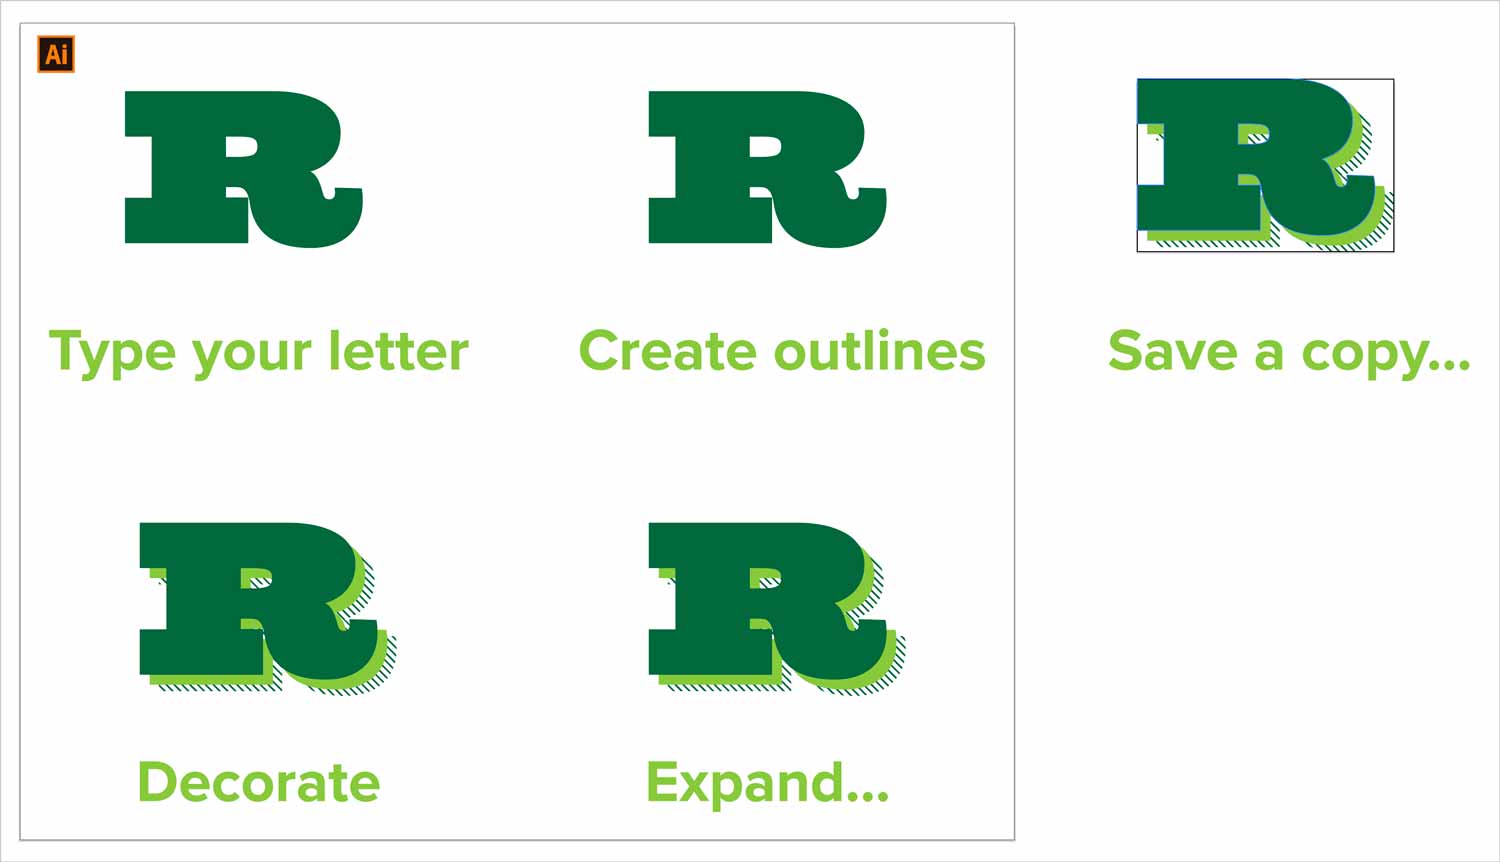 Ai
R
R
R
Type your letter
Create outlines
Save a copy...
R
R
Decorate
Expand...